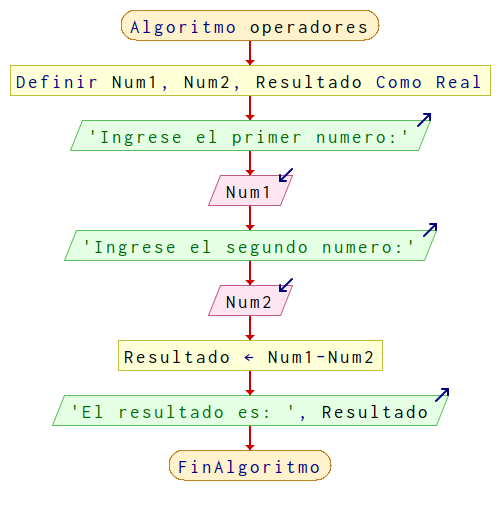 Algoritmo operadores
Definir Num1, Num2, Resultado Como Real
'Ingrese el primer numero:'
Num1
'Ingrese el segundo numero:'
Num2
Resultado ← Num1-Num2
'El resultado es: ', Resultado
FinAlgoritmo